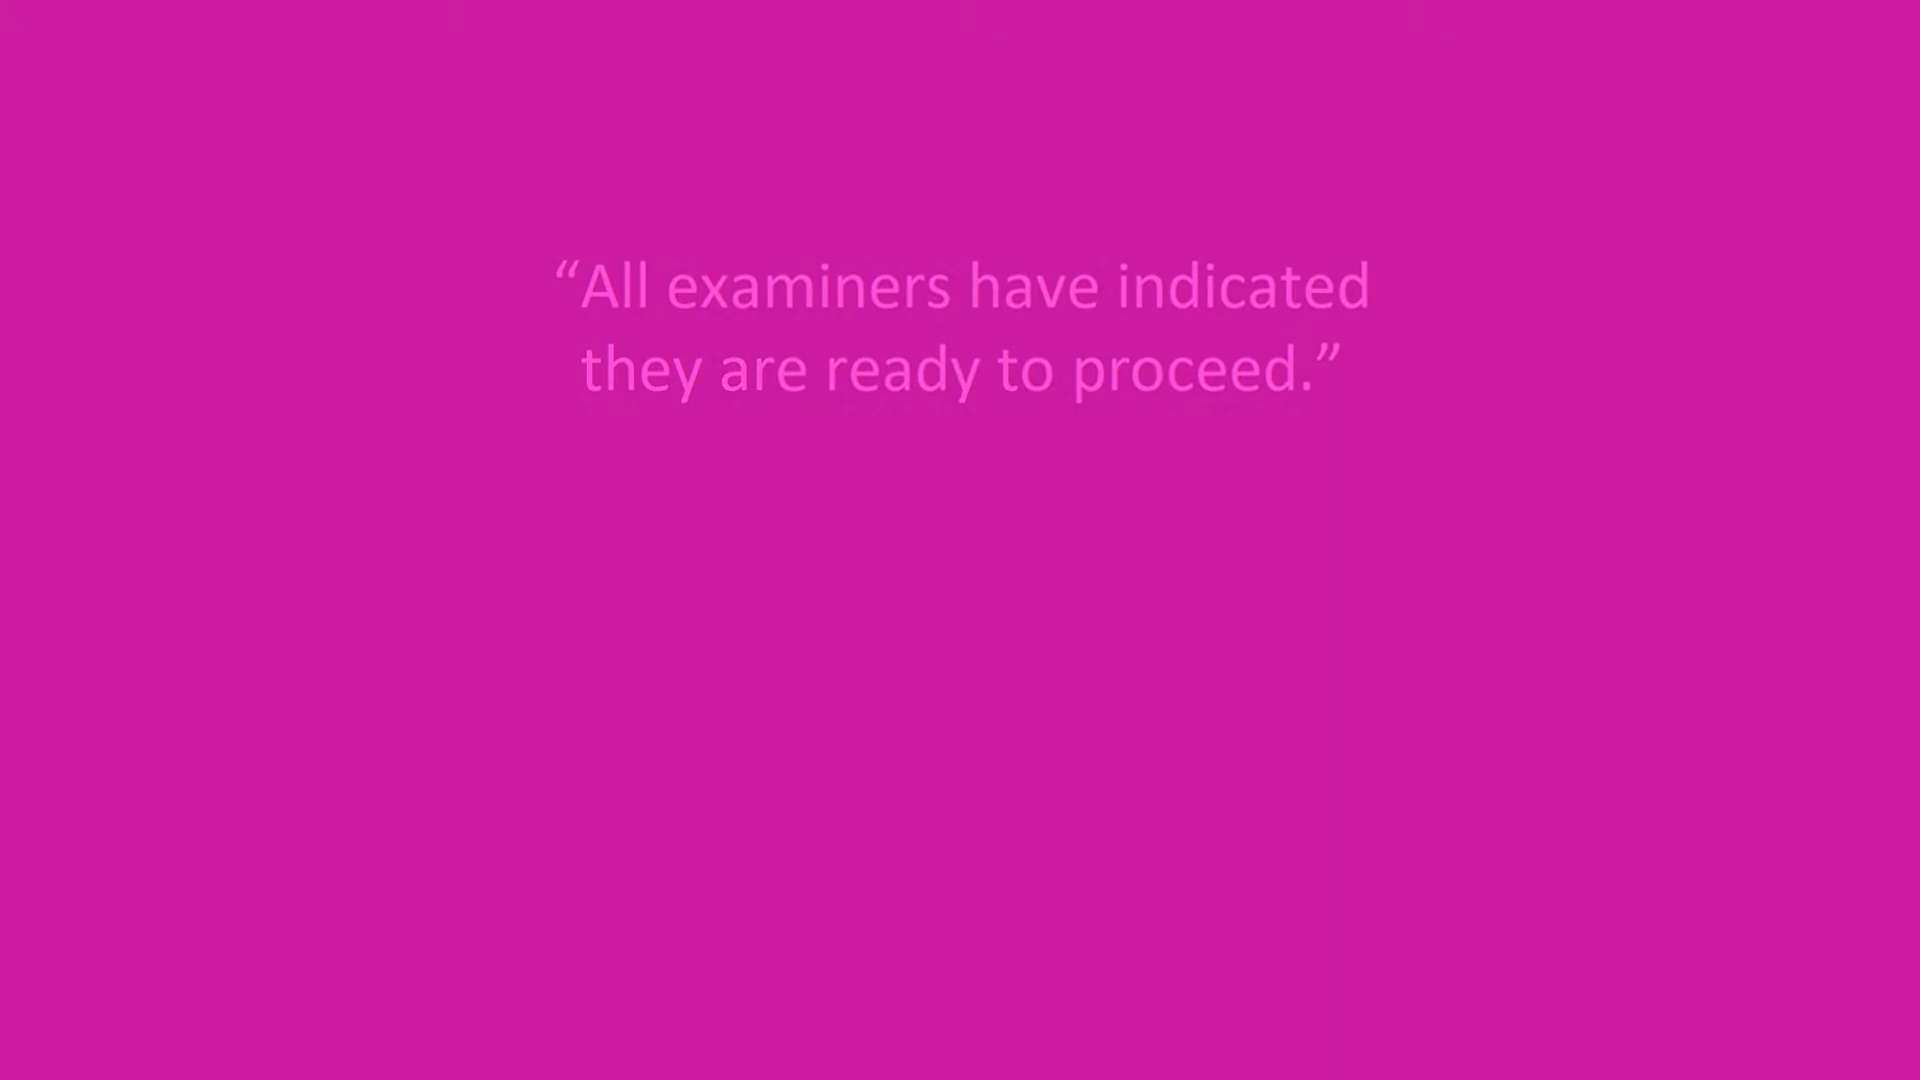 “All examiners have indicated
they are ready to proceed.”